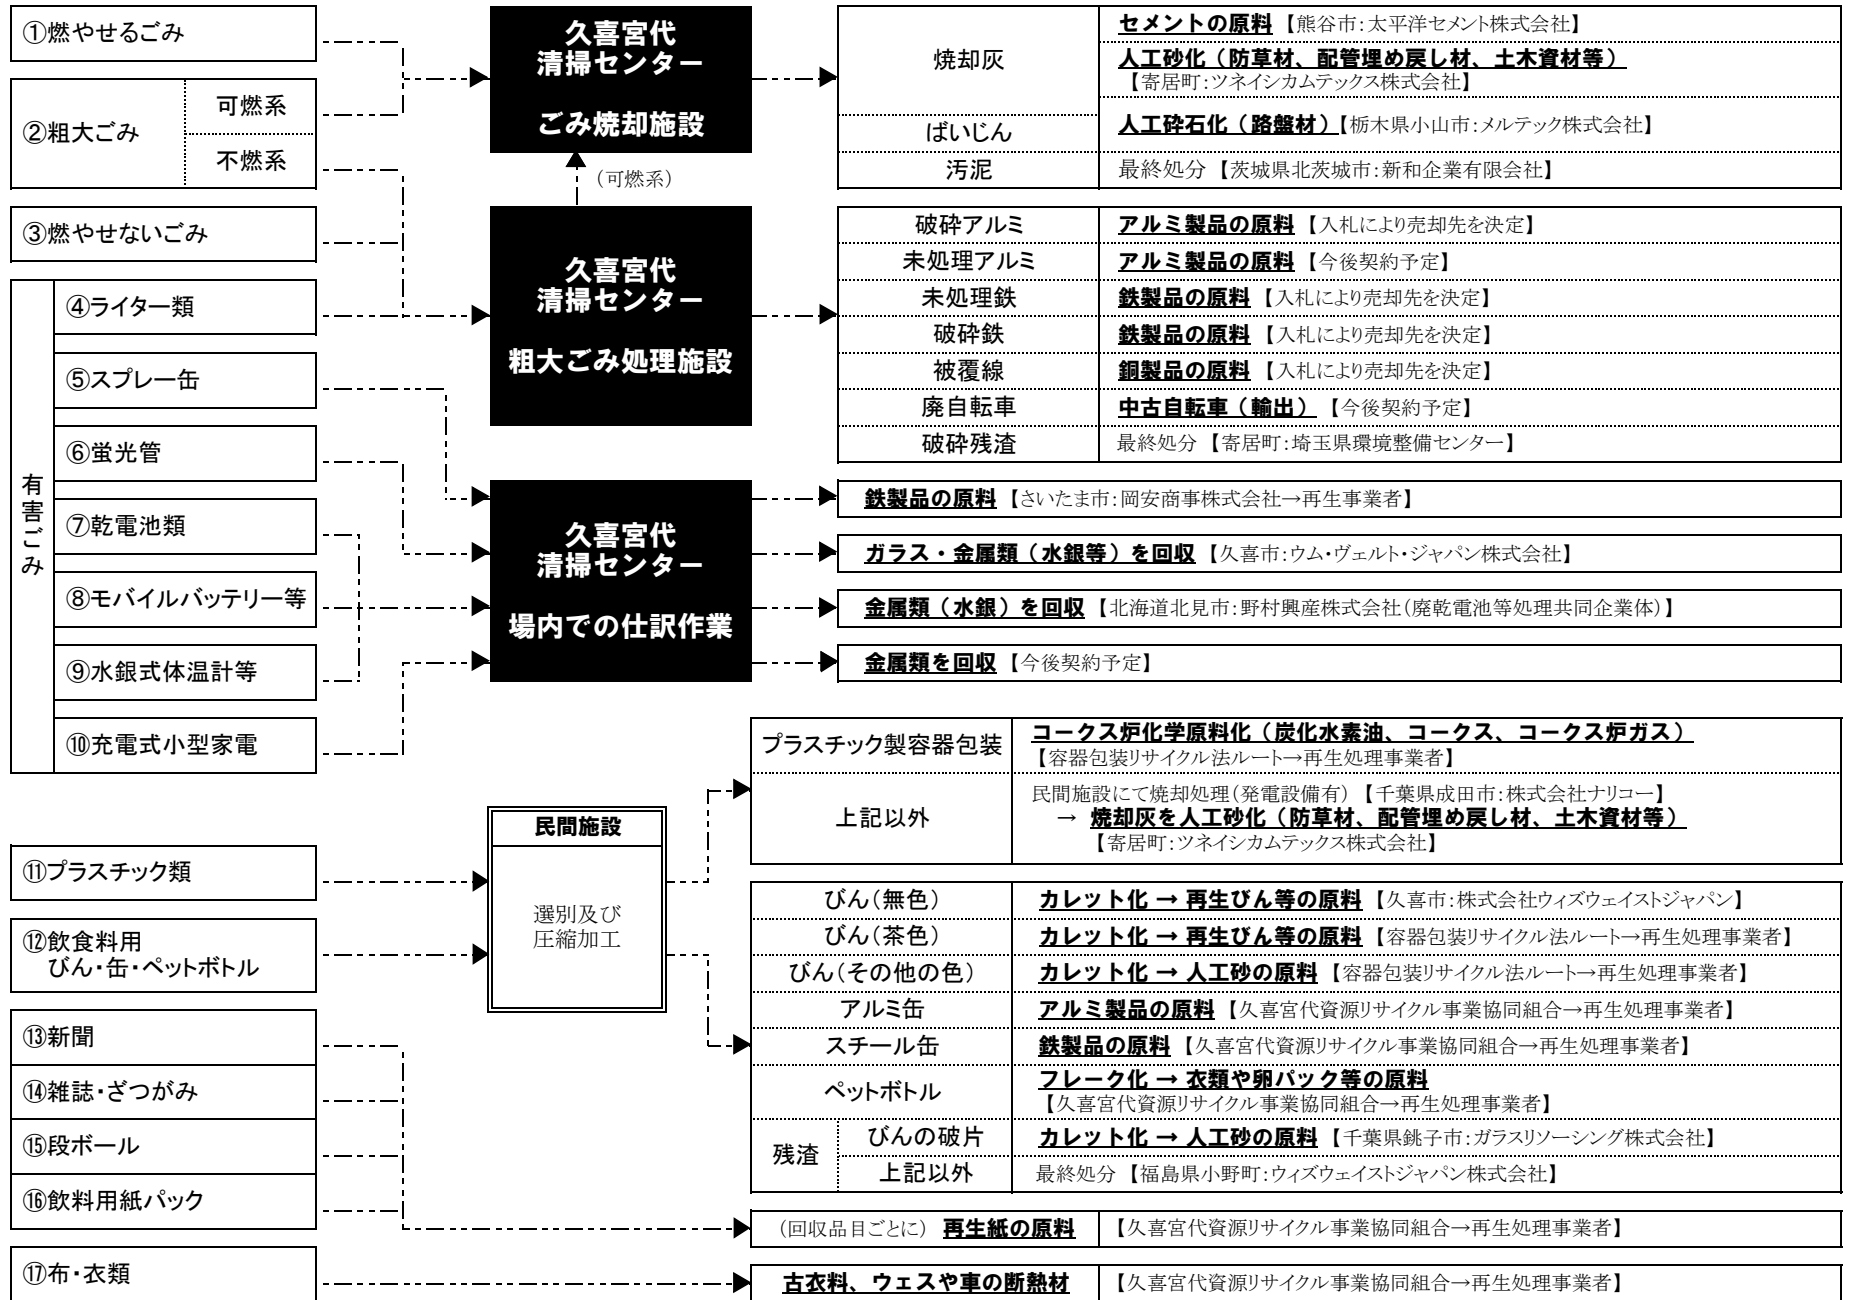 ①燃やせるごみ
②粗大ごみ
可燃系
不燃系
③燃やせないごみ
有害ごみ
④ライター類
⑤スプレー缶
⑥蛍光管
⑦乾電池類
⑧モバイルバッテリー等
⑨水銀式体温計等
⑩充電式小型家電
⑪プラスチック類
⑫飲食料用
びん・缶・ペットボトル
⑬新聞
⑭雑誌・ざつがみ
⑮段ボール
⑯飲料用紙パック
⑰布・衣類
久喜宮代
清掃センター
ごみ焼却施設
(可燃系)
久喜宮代
清掃センター
粗大ごみ処理施設
久喜宮代
清掃センター
場内での仕訳作業
民間施設
選別及び
圧縮加工
焼却灰
セメントの原料【熊谷市:太平洋セメント株式会社】
人工砂化(防草材、配管埋め戻し材、土木資材等)
【寄居町:ツネイシカムテックス株式会社】
ばいじん
人工砕石化(路盤材)【栃木県小山市:メルテック株式会社】
汚泥
最終処分【茨城県北茨城市:新和企業有限会社】
破砕アルミ
アルミ製品の原料【入札により売却先を決定】
未処理アルミ
アルミ製品の原料【今後契約予定】
未処理鉄
鉄製品の原料【入札により売却先を決定】
破砕鉄
鉄製品の原料【入札により売却先を決定】
被覆線
銅製品の原料【入札により売却先を決定】
廃自転車
中古自転車(輸出)【今後契約予定】
破砕残渣
最終処分【寄居町:埼玉県環境整備センター】
鉄製品の原料【さいたま市:岡安商事株式会社→再生事業者】
ガラス・金属類(水銀等)を回収【久喜市:ウム・ヴェルト・ジャパン株式会社】
金属類(水銀)を回収【北海道北見市:野村興産株式会社(廃乾電池等処理共同企業体)】
金属類を回収【今後契約予定】
プラスチック製容器包装
コークス炉化学原料化(炭化水素油、コークス、コークス炉ガス)
【容器包装リサイクル法ルート→再生処理事業者】
上記以外
民間施設にて焼却処理(発電設備有)【千葉県成田市:株式会社ナリコー】
→ 焼却灰を人工砂化(防草材、配管埋め戻し材、土木資材等)
【寄居町:ツネイシカムテックス株式会社】
びん(無色)
カレット化 → 再生びん等の原料【久喜市:株式会社ウィズウェイストジャパン】
びん(茶色)
カレット化 → 再生びん等の原料【容器包装リサイクル法ルート→再生処理事業者】
びん(その他の色)
カレット化 → 人工砂の原料【容器包装リサイクル法ルート→再生処理事業者】
アルミ缶
アルミ製品の原料【久喜宮代資源リサイクル事業協同組合→再生処理事業者】
スチール缶
鉄製品の原料【久喜宮代資源リサイクル事業協同組合→再生処理事業者】
ペットボトル
フレーク化 → 衣類や卵パック等の原料
【久喜宮代資源リサイクル事業協同組合→再生処理事業者】
残渣
びんの破片
カレット化 → 人工砂の原料【千葉県銚子市:ガラスリソーシング株式会社】
上記以外
最終処分【福島県小野町:ウィズウェイストジャパン株式会社】
(回収品目ごとに)再生紙の原料
【久喜宮代資源リサイクル事業協同組合→再生処理事業者】
古衣料、ウェスや車の断熱材
【久喜宮代資源リサイクル事業協同組合→再生処理事業者】